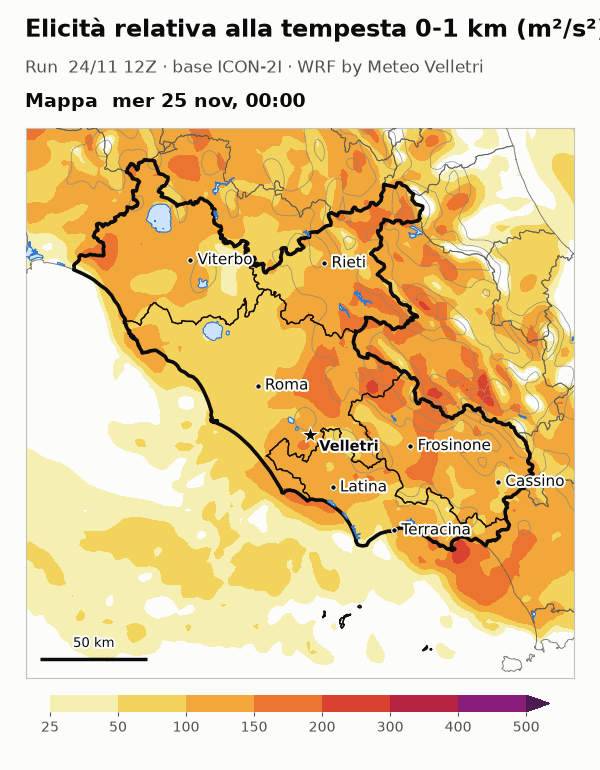 Elicità relativa alla tempesta 0-1 km (m²/s²)
Run 24/11 12Z · base ICON-2I · WRF by Meteo Velletri
Mappa mer 25 nov, 00:00
Viterbo
Rieti
Roma
Velletri
Frosinone
Cassino
Latina
Terracina
50 km
25 50 100 150 200 300 400 500